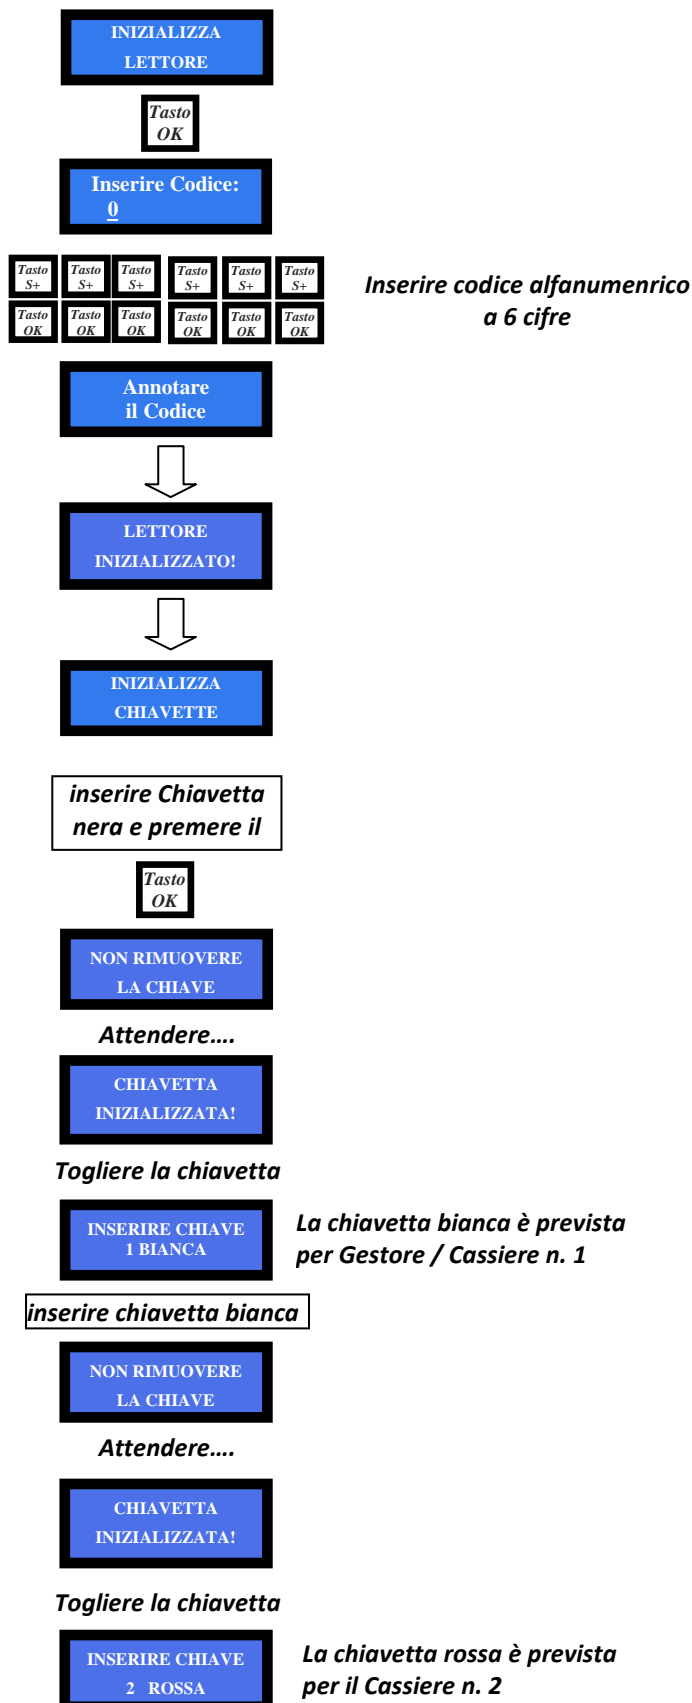 INIZIALIZZA
LETTORE
Tasto
OK
Inserire Codice:
0
Tasto Tasto Tasto Tasto Tasto Tasto
S+ S+ S+ S+ S+ S+
Tasto Tasto Tasto Tasto Tasto Tasto
OK OK OK OK OK OK
Inserire codice alfanumenrico
a 6 cifre
Annotare
il Codice
LETTORE
INIZIALIZZATO!
INIZIALIZZA
CHIAVETTE
inserire Chiavetta
nera e premere il
Tasto
OK
NON RIMUOVERE
LA CHIAVE
Attendere....
CHIAVETTA
INIZIALIZZATA!
Togliere la chiavetta
INSERIRE CHIAVE
1 BIANCA
La chiavetta bianca è prevista
per Gestore / Cassiere n. 1
inserire chiavetta bianca
NON RIMUOVERE
LA CHIAVE
Attendere....
CHIAVETTA
INIZIALIZZATA!
Togliere la chiavetta
INSERIRE CHIAVE
2 ROSSA
La chiavetta rossa è prevista
per il Cassiere n. 2